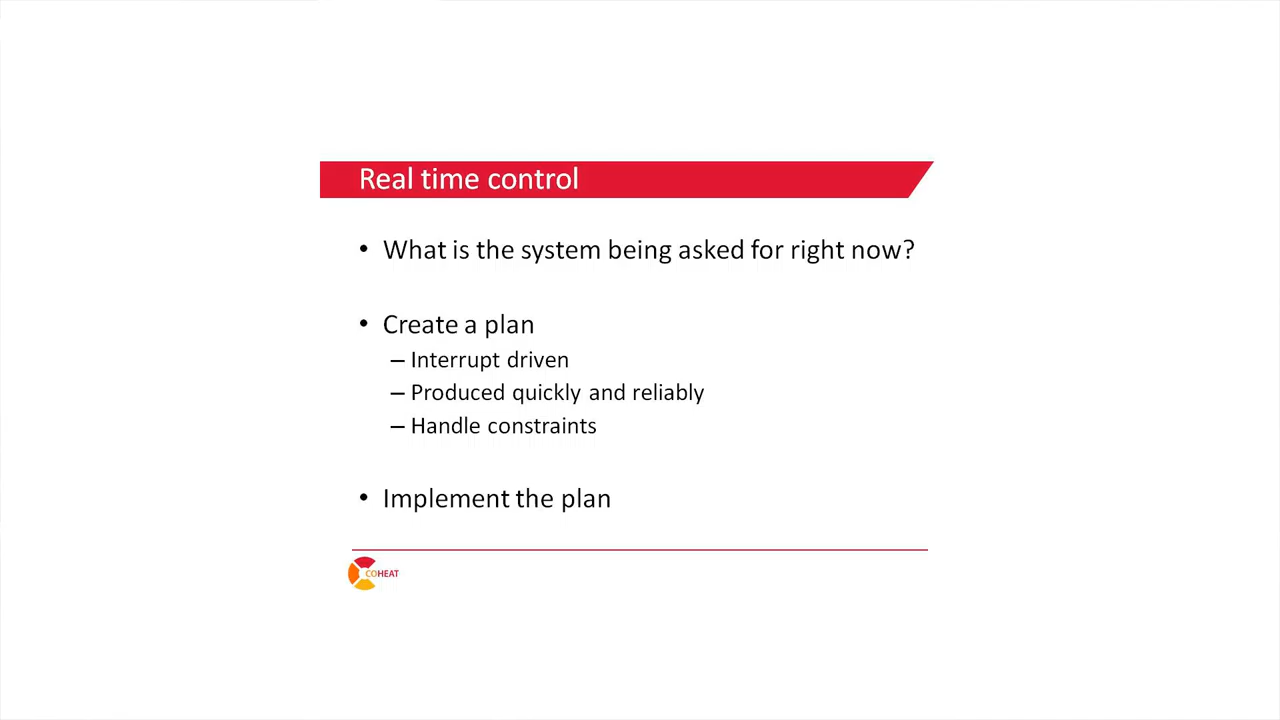 Real time control
• What is the system being asked for right now?
• Create a plan
– Interrupt driven
– Produced quickly and reliably
– Handle constraints
• Implement the plan
COHEAT